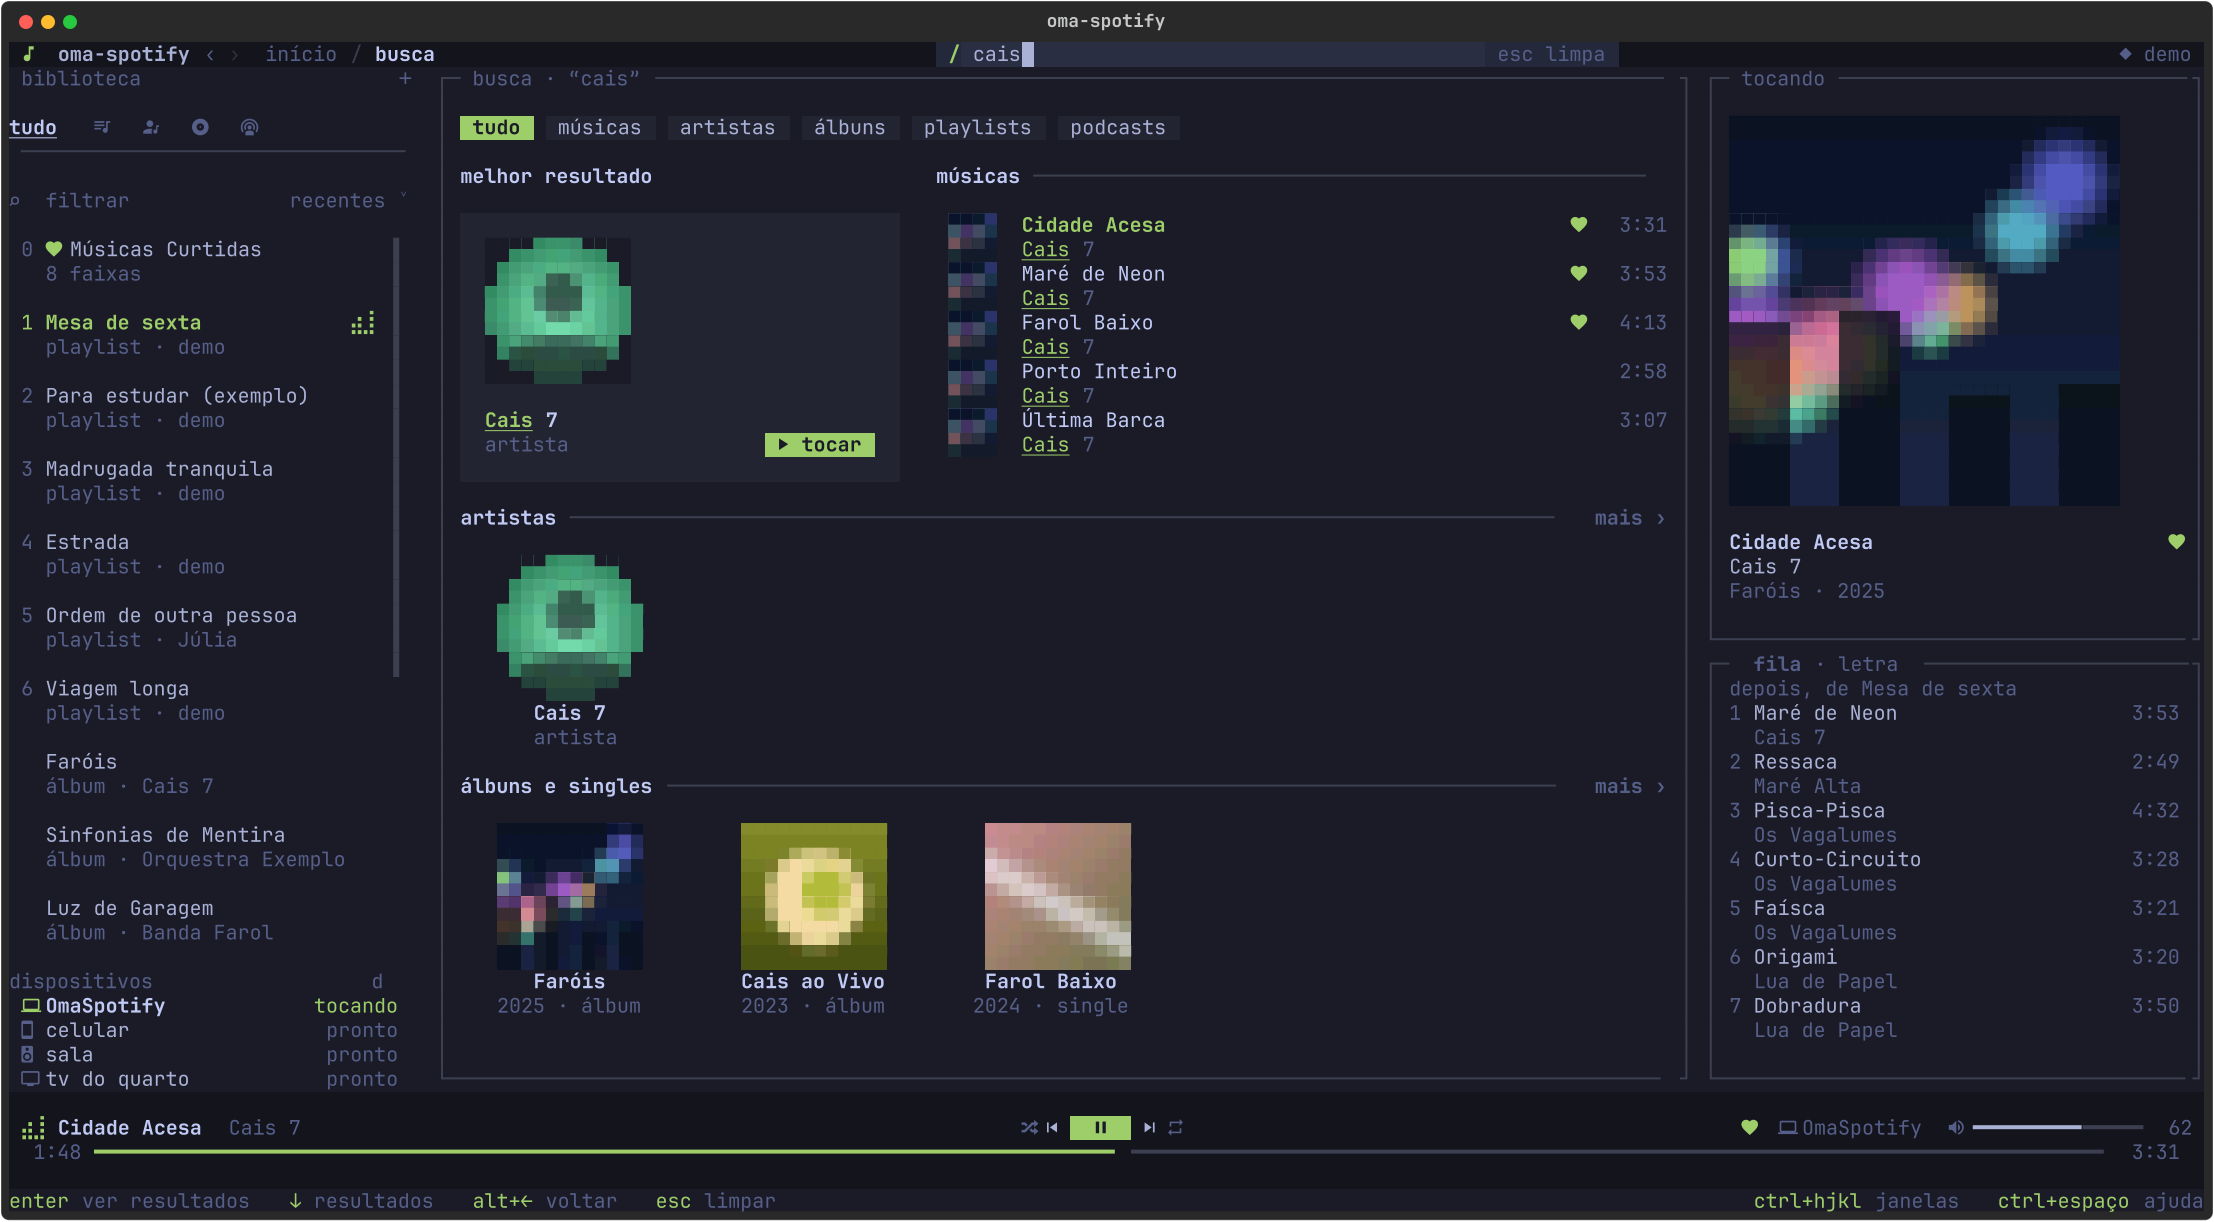 oma-spotify
oma-spotify ‹ › início / busca
/ cais
esc limpa
◆ demo
biblioteca +
tudo
filtrar recentes ˅
0 Músicas Curtidas
8 faixas
1 Mesa de sexta
playlist · demo
2 Para estudar (exemplo)
playlist · demo
3 Madrugada tranquila
playlist · demo
4 Estrada
playlist · demo
5 Ordem de outra pessoa
playlist · Júlia
6 Viagem longa
playlist · demo
Faróis
álbum · Cais 7
Sinfonias de Mentira
álbum · Orquestra Exemplo
Luz de Garagem
álbum · Banda Farol
dispositivos d
OmaSpotify tocando
celular pronto
sala pronto
tv do quarto pronto
busca · “cais”
tudo músicas artistas álbuns playlists podcasts
melhor resultado
Cais 7
artista
tocar
músicas
Cidade Acesa 3:31
Cais 7
Maré de Neon 3:53
Cais 7
Farol Baixo 4:13
Cais 7
Porto Inteiro 2:58
Cais 7
Última Barca 3:07
Cais 7
artistas mais ›
Cais 7
artista
álbuns e singles mais ›
Faróis
2025 · álbum
Cais ao Vivo
2023 · álbum
Farol Baixo
2024 · single
tocando
Cidade Acesa
Cais 7
Faróis · 2025
fila · letra
depois, de Mesa de sexta
1 Maré de Neon 3:53
Cais 7
2 Ressaca 2:49
Maré Alta
3 Pisca-Pisca 4:32
Os Vagalumes
4 Curto-Circuito 3:28
Os Vagalumes
5 Faísca 3:21
Os Vagalumes
6 Origami 3:20
Lua de Papel
7 Dobradura 3:50
Lua de Papel
Cidade Acesa Cais 7
OmaSpotify 62
1:48 3:31
enter ver resultados ↓ resultados alt+← voltar esc limpar
ctrl+hjkl janelas ctrl+espaço ajuda